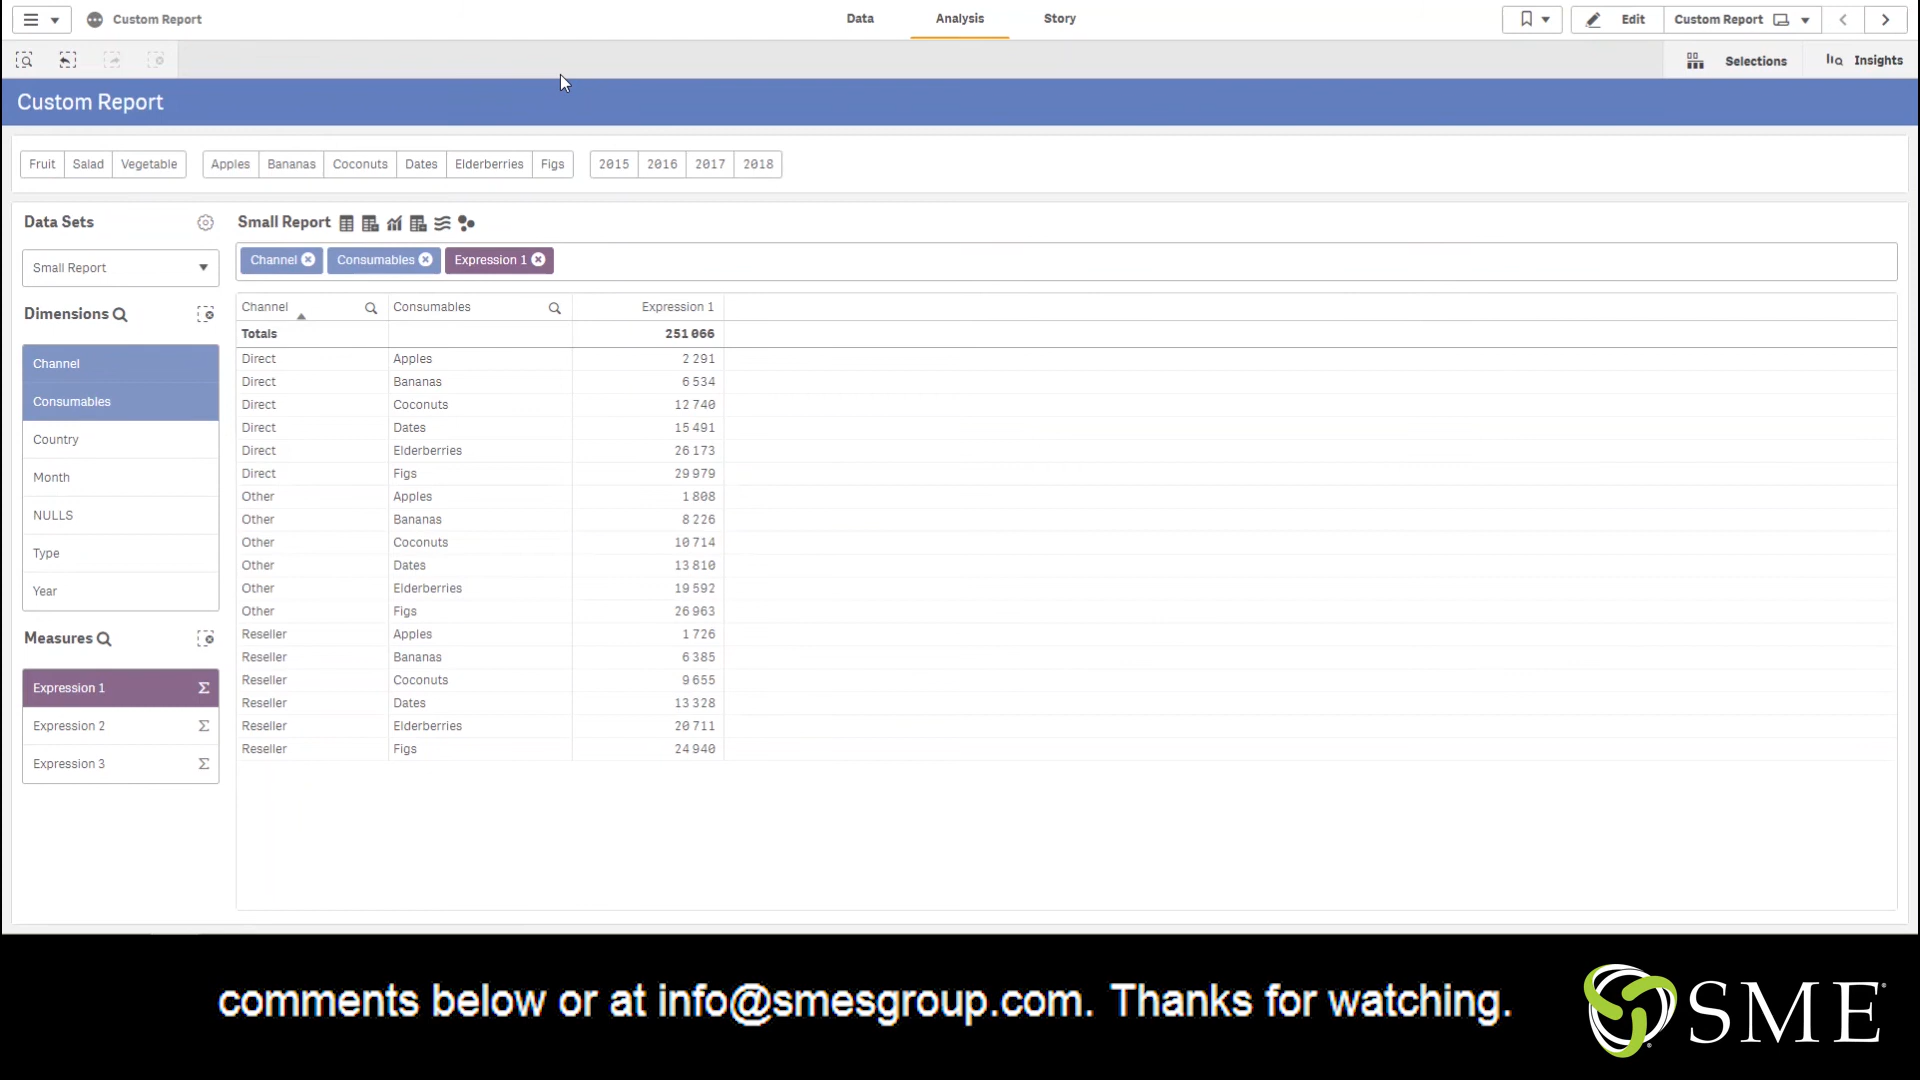 Custom Report
Data Analysis Story
Edit Custom Report
Selections Insights
Custom Report
Fruit Salad Vegetable Apples Bananas Coconuts Dates Elderberries Figs 2015 2016 2017 2018
Data Sets
Small Report
Dimensions
Channel
Consumables
Country
Month
NULLS
Type
Year
Measures
Expression 1 Σ
Expression 2 Σ
Expression 3 Σ
Small Report
Channel Consumables Expression 1
Channel Consumables Expression 1
Totals 251 066
Direct Apples 2 291
Direct Bananas 6 534
Direct Coconuts 12 740
Direct Dates 15 491
Direct Elderberries 26 173
Direct Figs 29 979
Other Apples 1 808
Other Bananas 8 226
Other Coconuts 10 714
Other Dates 13 810
Other Elderberries 19 592
Other Figs 26 963
Reseller Apples 1 726
Reseller Bananas 6 385
Reseller Coconuts 9 655
Reseller Dates 13 328
Reseller Elderberries 20 711
Reseller Figs 24 940
comments below or at info@smesgroup.com. Thanks for watching.
SME